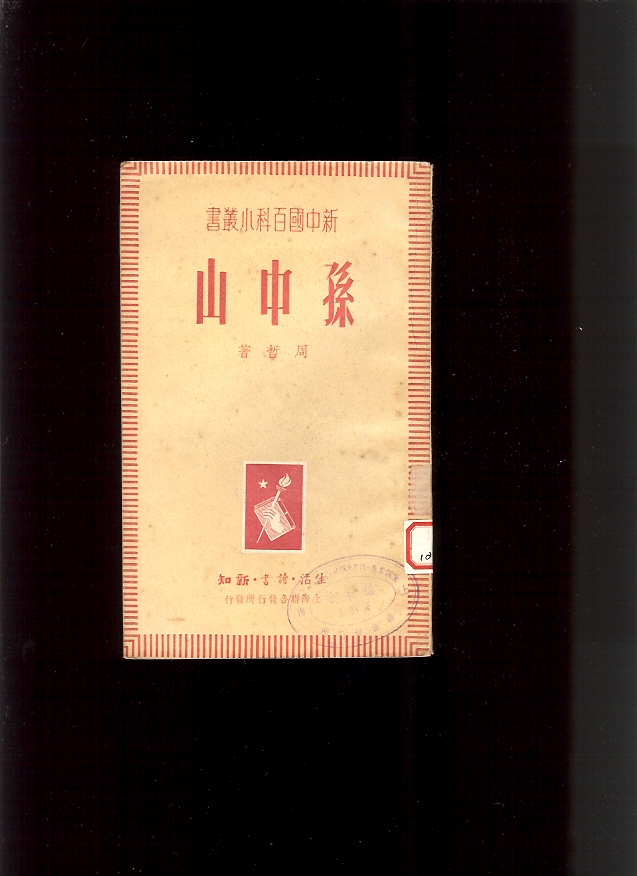 新中國百科小叢書
孫中山
周哲著
生活·讀書·新知
上海聯合發行所發行
12